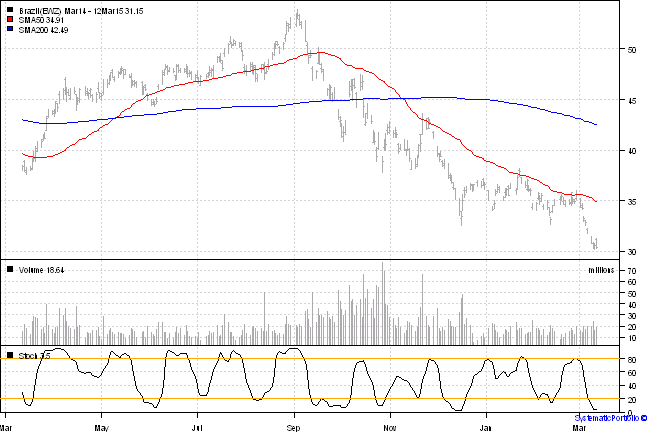 Brazil(EWZ) Mar14 - 12Mar15 31.15
SMA50 34.91
SMA200 42.49
50
45
40
35
30
Volume 18.64
millions
70
60
50
40
30
20
10
Stoch 3.5
80
60
40
20
0
Mar May Jul Sep Nov Jan Mar
SystematicPortfolio ©